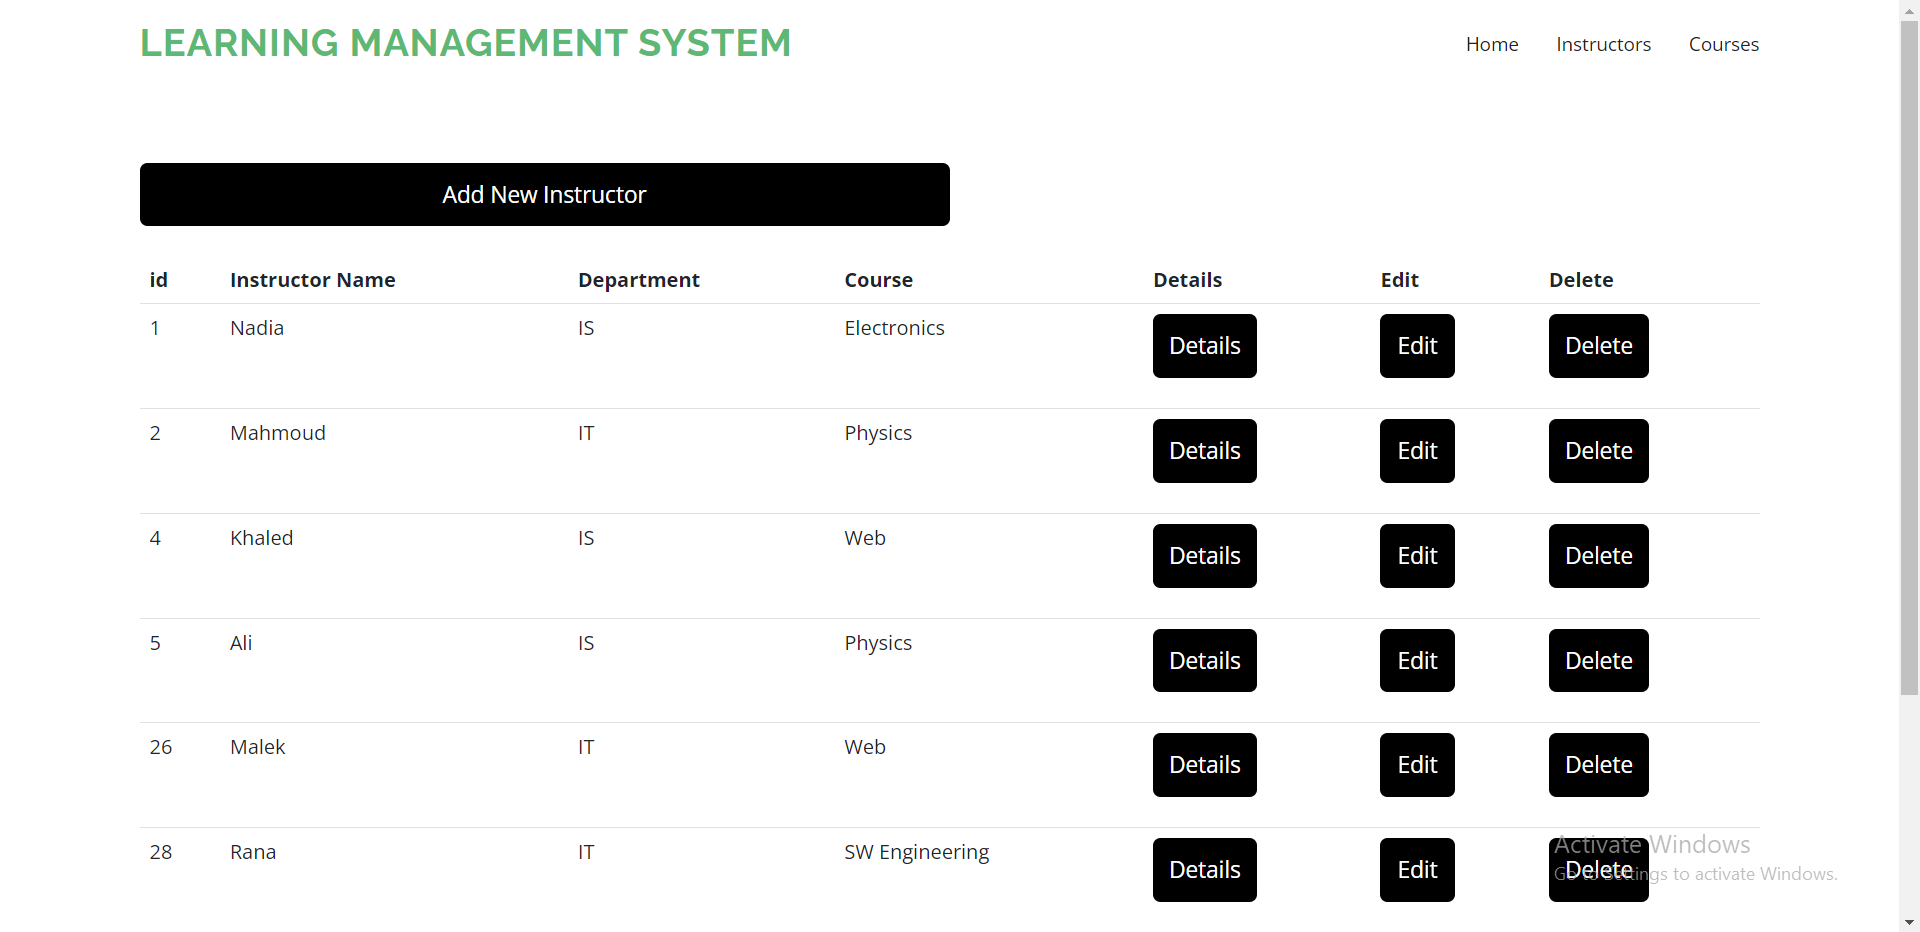 LEARNING MANAGEMENT SYSTEM Home Instructors Courses
Add New Instructor
id Instructor Name Department Course Details Edit Delete
1 Nadia IS Electronics Details Edit Delete
2 Mahmoud IT Physics Details Edit Delete
4 Khaled IS Web Details Edit Delete
5 Ali IS Physics Details Edit Delete
26 Malek IT Web Details Edit Delete
28 Rana IT SW Engineering Details Edit Delete
Activate Windows
Go to Settings to activate Windows.